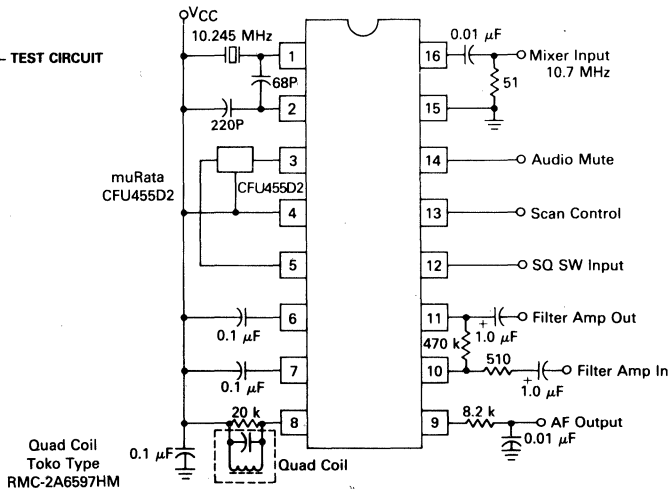 VCC
– TEST CIRCUIT
10.245 MHz
1
68P
2
220P
muRata
CFU455D2
3
CFU455D2
4
5
6
0.1 µF
7
0.1 µF
20 k
8
0.1 µF
Quad Coil
Quad Coil
Toko Type
RMC-2A6597HM
16
0.01 µF
Mixer Input
10.7 MHz
51
15
14
Audio Mute
13
Scan Control
12
SQ SW Input
11
+
1.0 µF
Filter Amp Out
470 k
10
510
+
1.0 µF
Filter Amp In
9
8.2 k
AF Output
0.01 µF